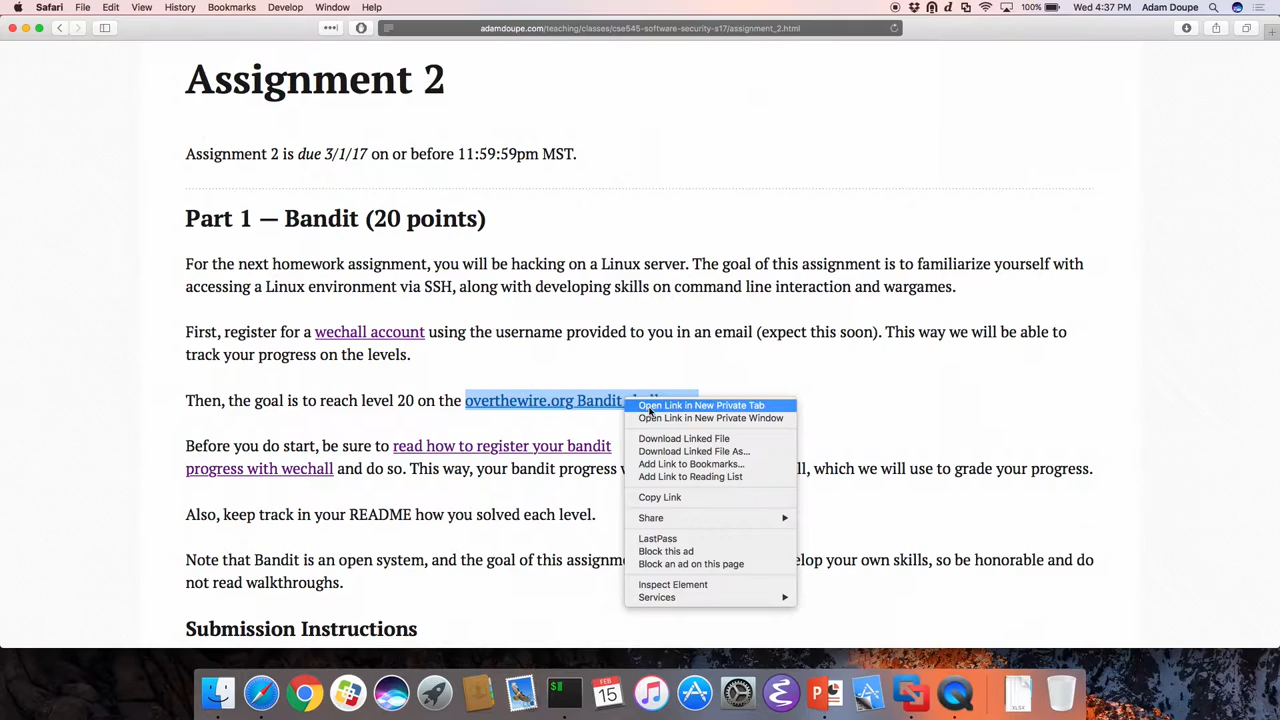 Safari File Edit View History Bookmarks Develop Window Help 100% Wed 4:37 PM Adam Doupe
adamdoupe.com/teaching/classes/cse545-software-security-s17/assignment_2.html
Assignment 2
Assignment 2 is due 3/1/17 on or before 11:59:59pm MST.
Part 1 — Bandit (20 points)
For the next homework assignment, you will be hacking on a Linux server. The goal of this assignment is to familiarize yourself with
accessing a Linux environment via SSH, along with developing skills on command line interaction and wargames.
First, register for a wechall account using the username provided to you in an email (expect this soon). This way we will be able to
track your progress on the levels.
Then, the goal is to reach level 20 on the overthewire.org Bandit
Before you do start, be sure to read how to register your bandit
progress with wechall and do so. This way, your bandit progress which we will use to grade your progress.
Also, keep track in your README how you solved each level.
Note that Bandit is an open system, and the goal of this your own skills, so be honorable and do
not read walkthroughs.
Submission Instructions
Open Link in New Private Tab
Open Link in New Private Window
Download Linked File
Download Linked File As...
Add Link to Bookmarks...
Add Link to Reading List
Copy Link
Share
LastPass
Block this ad
Block an ad on this page
Inspect Element
Services
FEB
15
XLSX